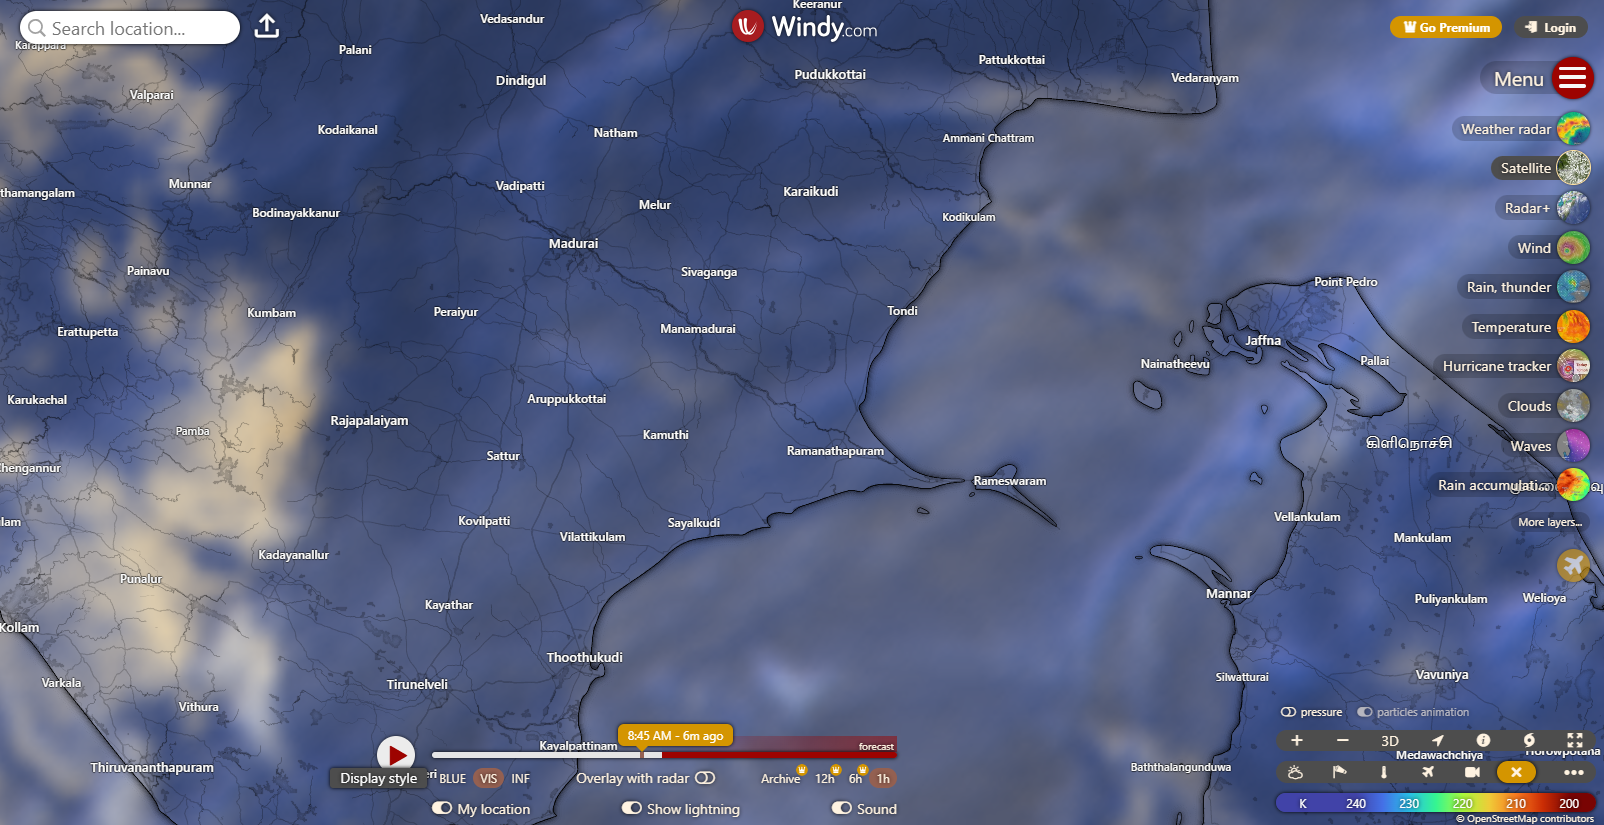 Keeranur
Search location...
Vedasandur
Windy.com
Go Premium
Login
Karappara
Palani
Pattukkottai
Dindigul
Pudukkottai
Vedaranyam
Menu
Valparai
Kodaikanal
Natham
Ammani Chattram
Weather radar
Munnar
Vadipatti
Karaikudi
Satellite
thamangalam
Bodinayakkanur
Melur
Kodikulam
Radar+
Madurai
Wind
Painavu
Sivaganga
Point Pedro
Rain, thunder
Kumbam
Peraiyur
Tondi
Erattupetta
Manamadurai
Temperature
Jaffna
Nainatheevu
Pallai
Hurricane tracker
Karukachal
Aruppukkottai
Clouds
Pamba
Rajapalaiyam
Kamuthi
கிளிநொச்சி
Waves
Chengannur
Sattur
Ramanathapuram
Rameswaram
Rain accumulati...
lam
Kovilpatti
Sayalkudi
Vellankulam
More layers...
Vilattikulam
Mankulam
Kadayanallur
Punalur
Kayathar
Mannar
Puliyankulam
Welioya
Kollam
Thoothukudi
Varkala
Tirunelveli
Silwatturai
Vavuniya
Vithura
pressure
particles animation
8:45 AM - 6m ago
Kayalpattinam
forecast
3D
Medawachchiya
Horowpotana
Thiruvananthapuram
Baththalangunduwa
Display style
eri
BLUE
VIS
INF
Overlay with radar
Archive
12h
6h
1h
My location
Show lightning
Sound
K 240 230 220 210 200
© OpenStreetMap contributors